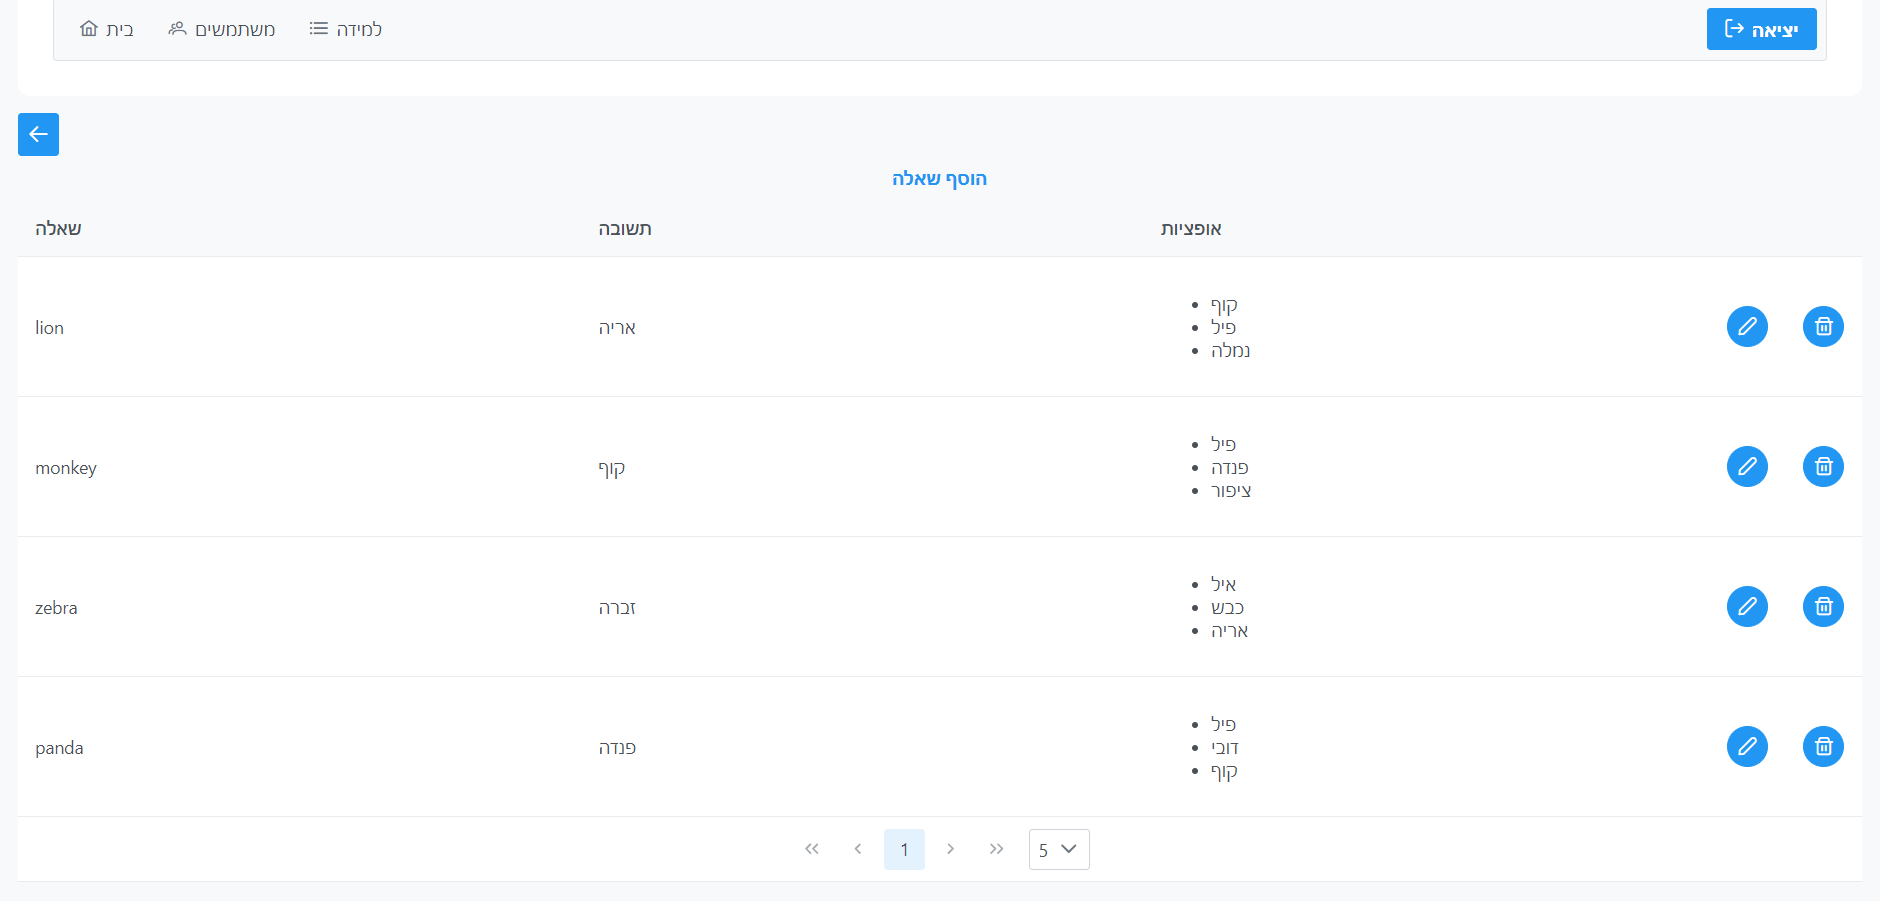 בית משתמשים למידה יציאה
הוסף שאלה
שאלה תשובה אופציות
lion אריה
קוף
פיל
נמלה
monkey קוף
פיל
פנדה
ציפור
zebra זברה
איל
כבש
אריה
panda פנדה
פיל
דובי
קוף
1 5